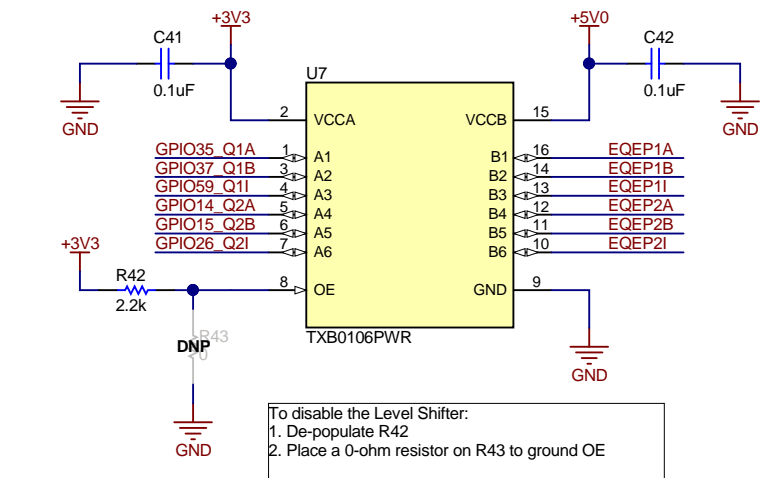 +3V3
+5V0
C41
C42
0.1uF
0.1uF
GND
GND
U7
2
VCCA
VCCB
15
GPIO35_Q1A
1
A1
B1
16
EQEP1A
GPIO37_Q1B
3
A2
B2
14
EQEP1B
GPIO59_Q1I
4
A3
B3
13
EQEP1I
GPIO14_Q2A
5
A4
B4
12
EQEP2A
GPIO15_Q2B
6
A5
B5
11
EQEP2B
GPIO26_Q2I
7
A6
B6
10
EQEP2I
+3V3
R42
2.2k
8
OE
GND
9
TXB0106PWR
R43
DNP
0
GND
GND
To disable the Level Shifter:
1. De-populate R42
2. Place a 0-ohm resistor on R43 to ground OE